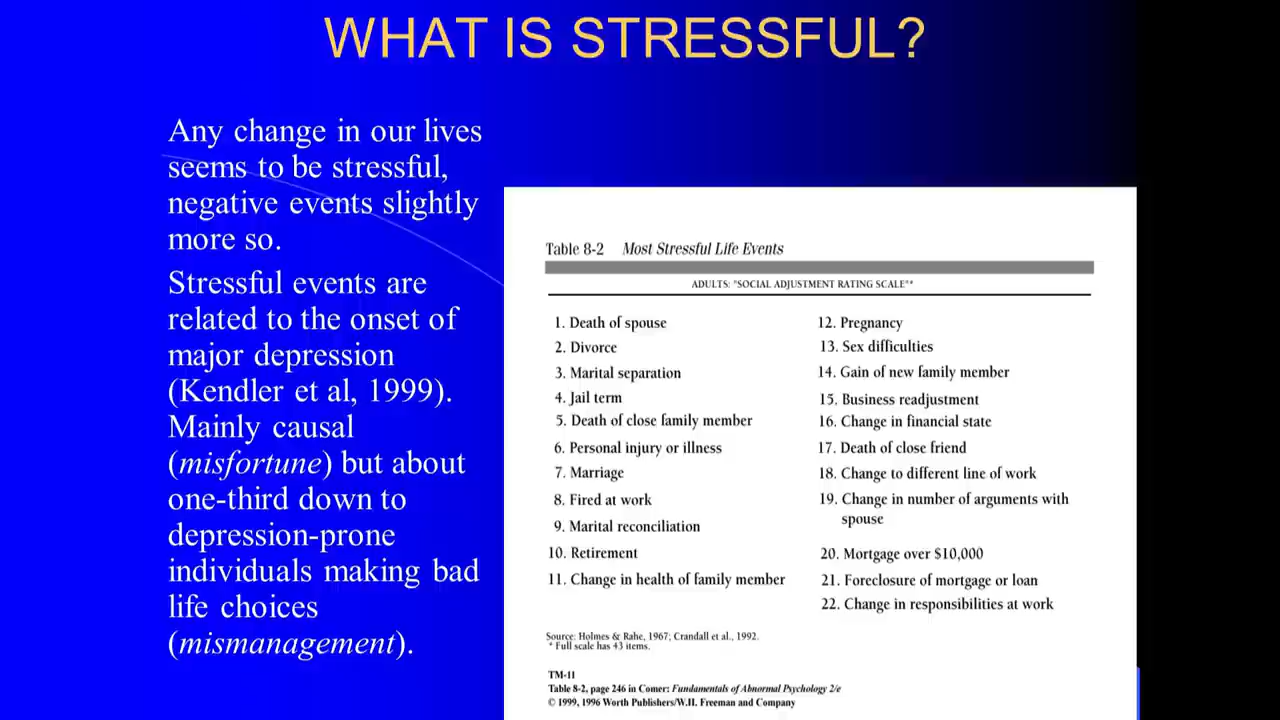 WHAT IS STRESSFUL?
Any change in our lives
seems to be stressful,
negative events slightly
more so.
Stressful events are
related to the onset of
major depression
(Kendler et al, 1999).
Mainly causal
(misfortune) but about
one-third down to
depression-prone
individuals making bad
life choices
(mismanagement).
Table 8-2 Most Stressful Life Events
ADULTS: "SOCIAL ADJUSTMENT RATING SCALE"*
1. Death of spouse
2. Divorce
3. Marital separation
4. Jail term
5. Death of close family member
6. Personal injury or illness
7. Marriage
8. Fired at work
9. Marital reconciliation
10. Retirement
11. Change in health of family member
12. Pregnancy
13. Sex difficulties
14. Gain of new family member
15. Business readjustment
16. Change in financial state
17. Death of close friend
18. Change to different line of work
19. Change in number of arguments with
spouse
20. Mortgage over $10,000
21. Foreclosure of mortgage or loan
22. Change in responsibilities at work
Source: Holmes & Rahe, 1967; Crandall et al., 1992.
* Full scale has 43 items.
TM-11
Table 8-2, page 246 in Comer: Fundamentals of Abnormal Psychology 2/e
© 1999, 1996 Worth Publishers/W.H. Freeman and Company